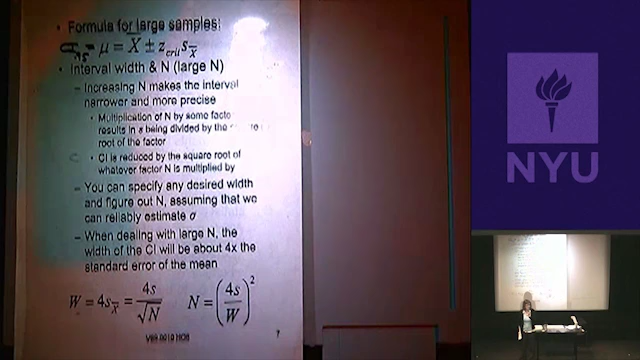 • Formula for large samples:
μ = X̄ ± z_crit s_X̄
• Interval width & N (large N)
– Increasing N makes the interval
narrower and more precise
• Multiplication of N by some facto
results in s being divided by the
root of the factor
• CI is reduced by the square root of
whatever factor N is multiplied by
– You can specify any desired width
and figure out N, assuming that we
can reliably estimate σ
– When dealing with large N, the
width of the CI will be about 4x the
standard error of the mean
W = 4s_X̄ = 4s/√N N = (4s/W)²
7
NYU